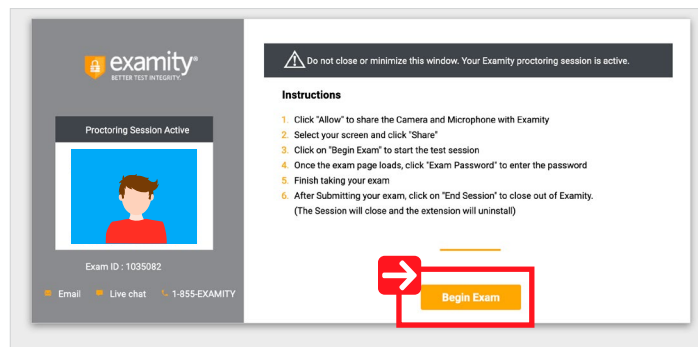 examity®
BETTER TEST INTEGRITY.
Proctoring Session Active
Exam ID : 1035082
Email Live chat 1-855-EXAMITY
Do not close or minimize this window. Your Examity proctoring session is active.
Instructions
1. Click "Allow" to share the Camera and Microphone with Examity
2. Select your screen and click "Share"
3. Click on "Begin Exam" to start the test session
4. Once the exam page loads, click "Exam Password" to enter the password
5. Finish taking your exam
6. After Submitting your exam, click on "End Session" to close out of Examity.
(The Session will close and the extension will uninstall)
Begin Exam